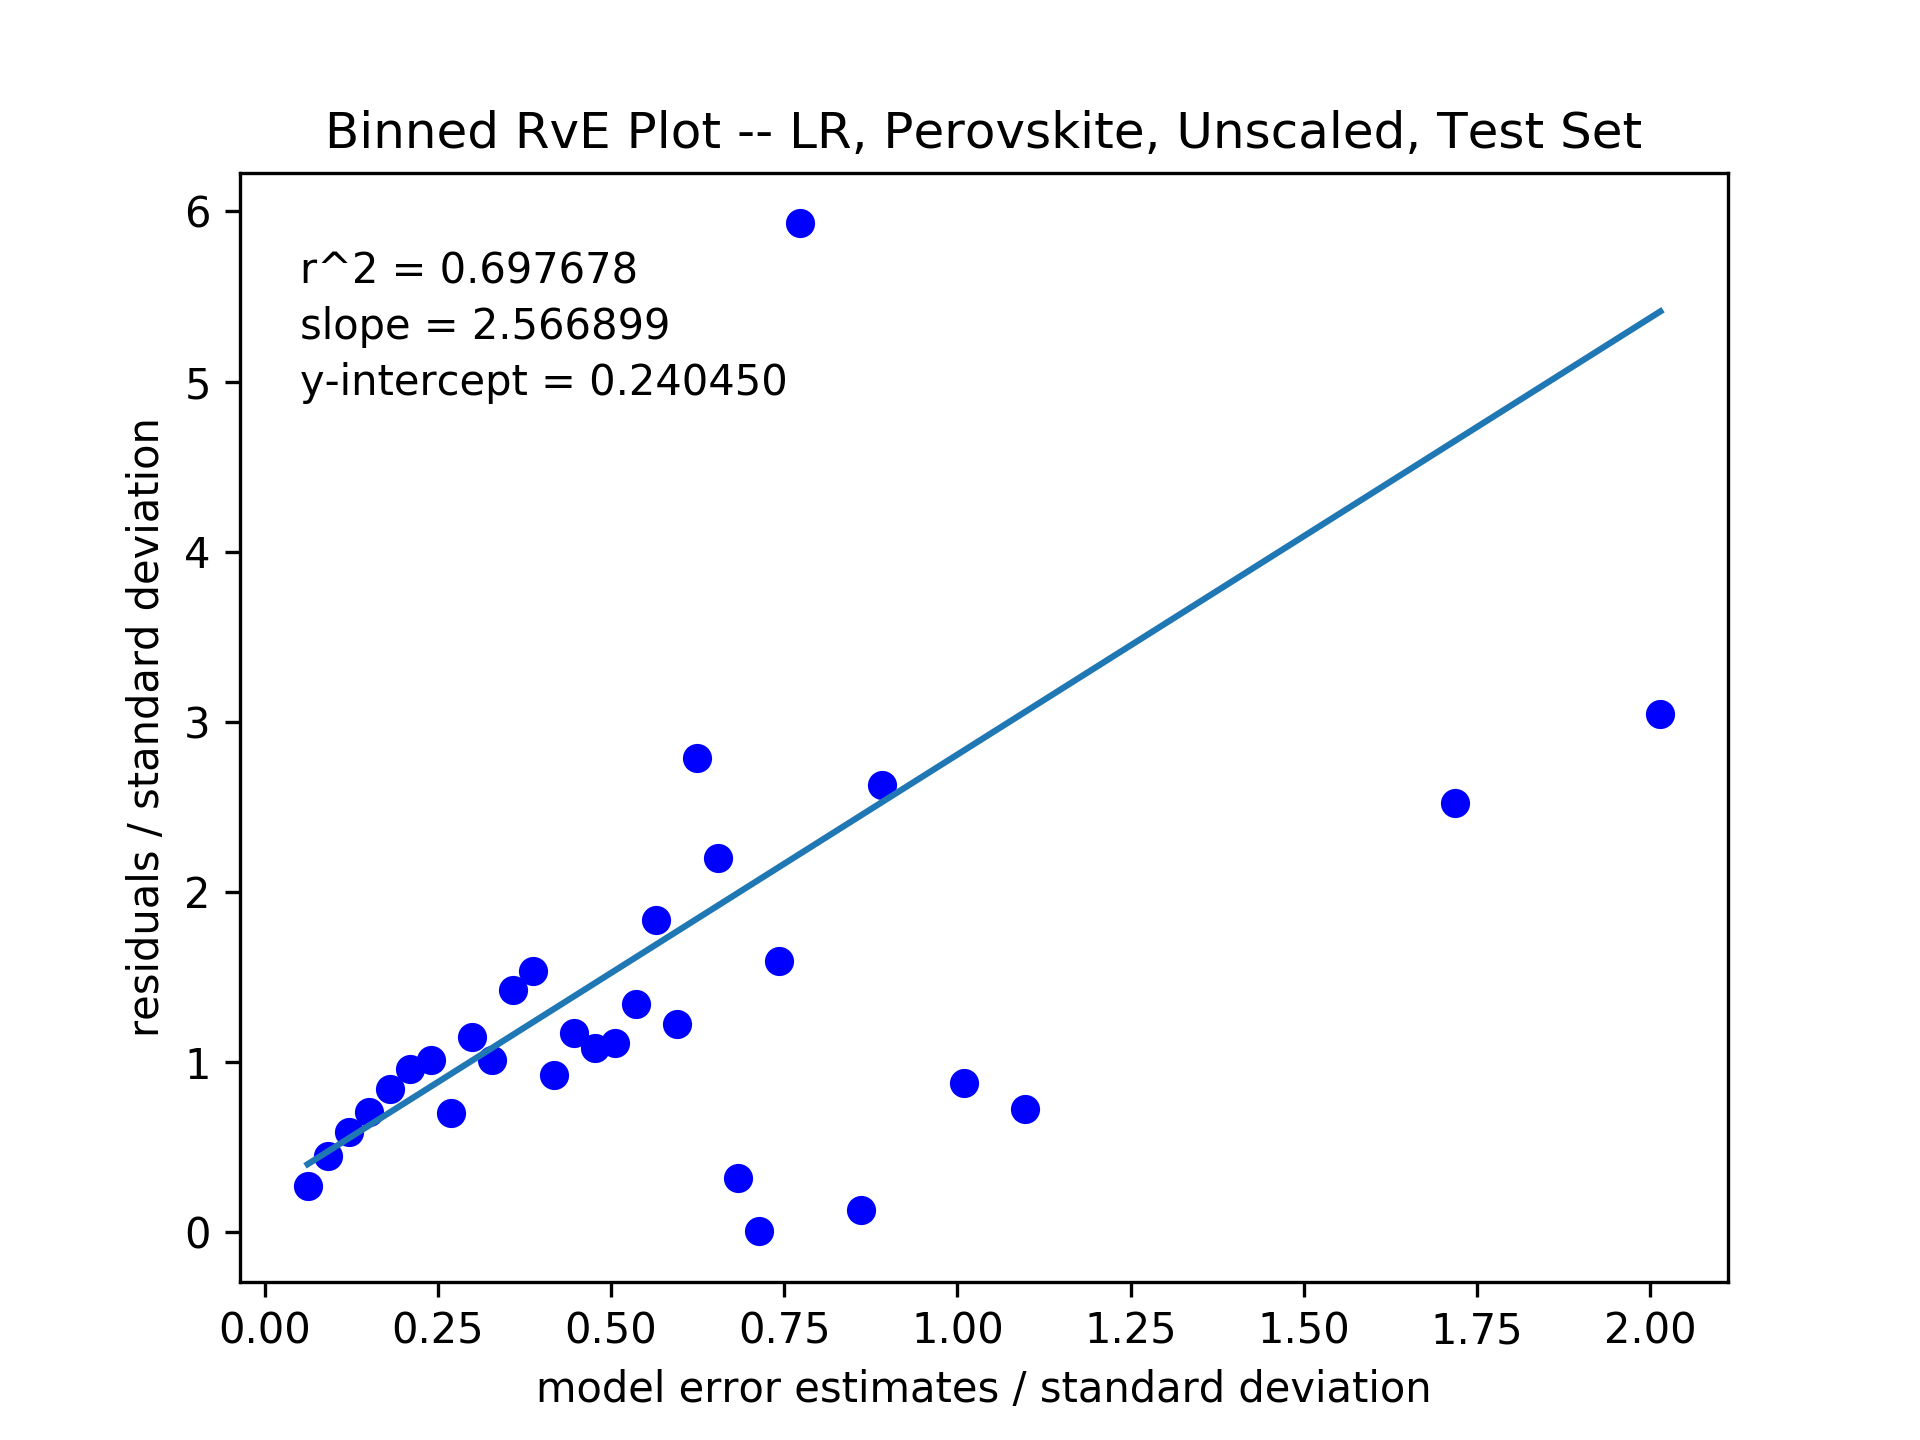 Binned RvE Plot -- LR, Perovskite, Unscaled, Test Set
r^2 = 0.697678
slope = 2.566899
y-intercept = 0.240450
residuals / standard deviation
6
5
4
3
2
1
0
0.00 0.25 0.50 0.75 1.00 1.25 1.50 1.75 2.00
model error estimates / standard deviation